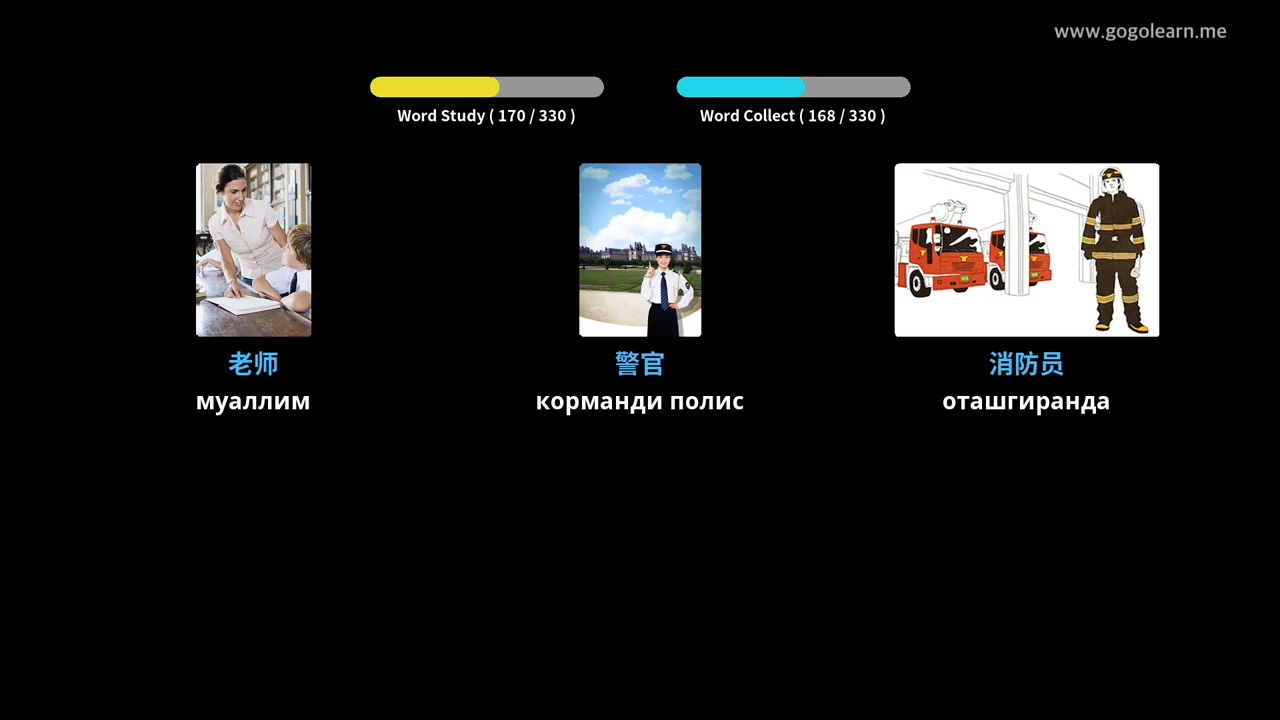 www.gogolearn.me
Word Study ( 170 / 330 )
Word Collect ( 168 / 330 )
老师
警官
消防员
муаллим
корманди полис
оташгиранда